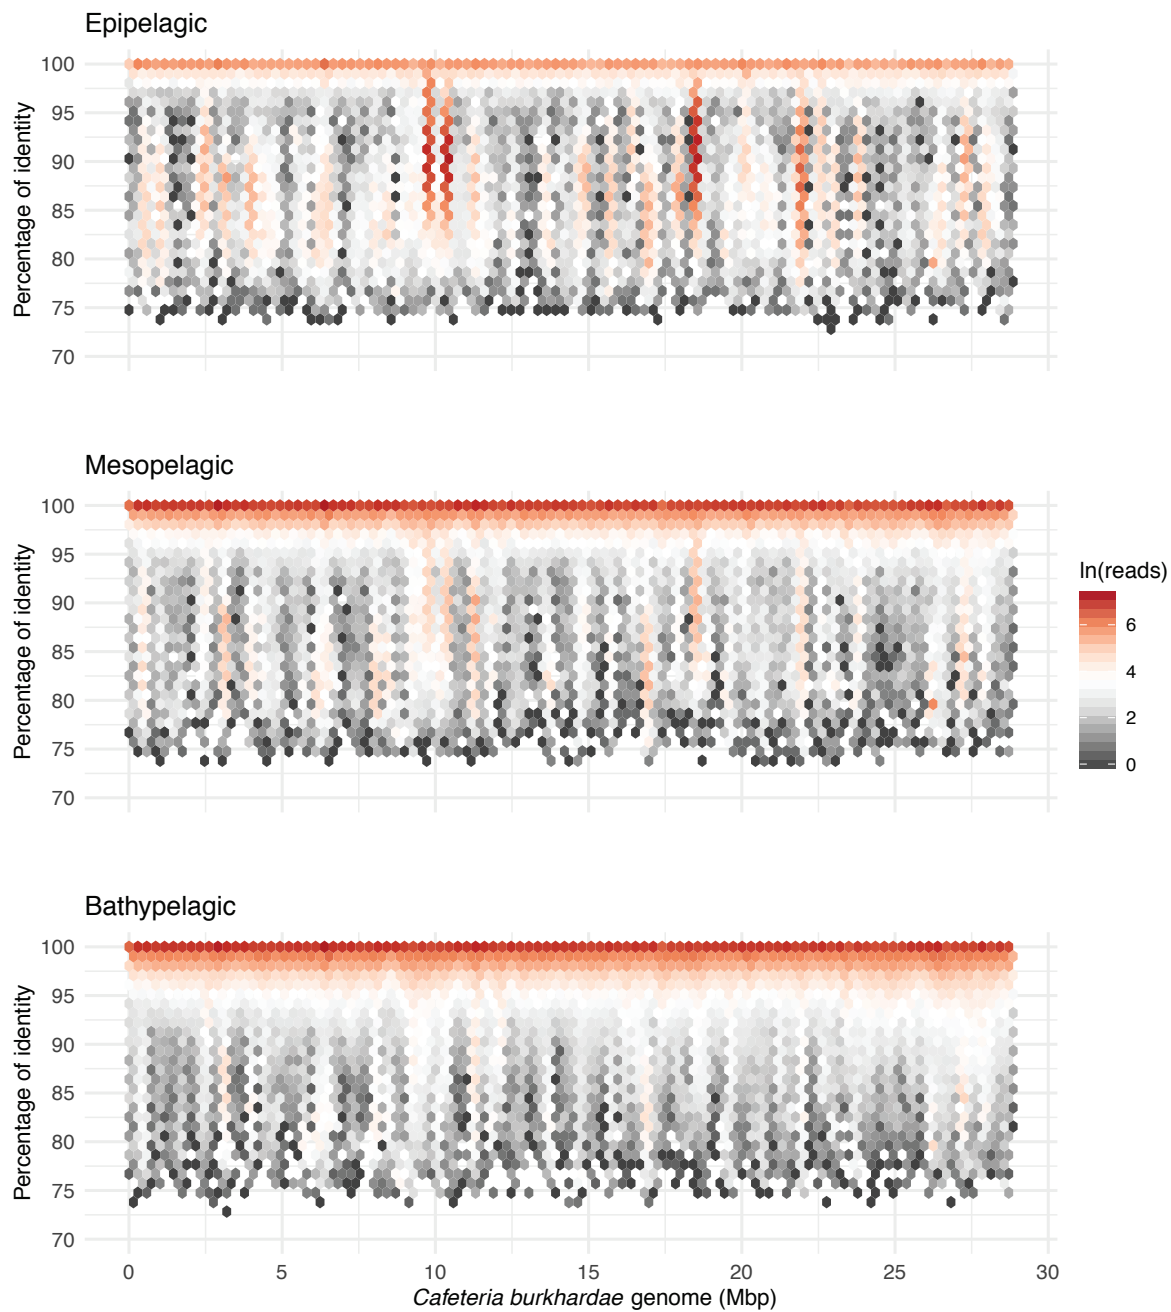 Epipelagic
100
95
90
85
80
75
70
Percentage of identity
Mesopelagic
100
95
90
85
80
75
70
Percentage of identity
ln(reads)
6
4
2
0
Bathypelagic
100
95
90
85
80
75
70
Percentage of identity
0 5 10 15 20 25 30
Cafeteria burkhardae genome (Mbp)